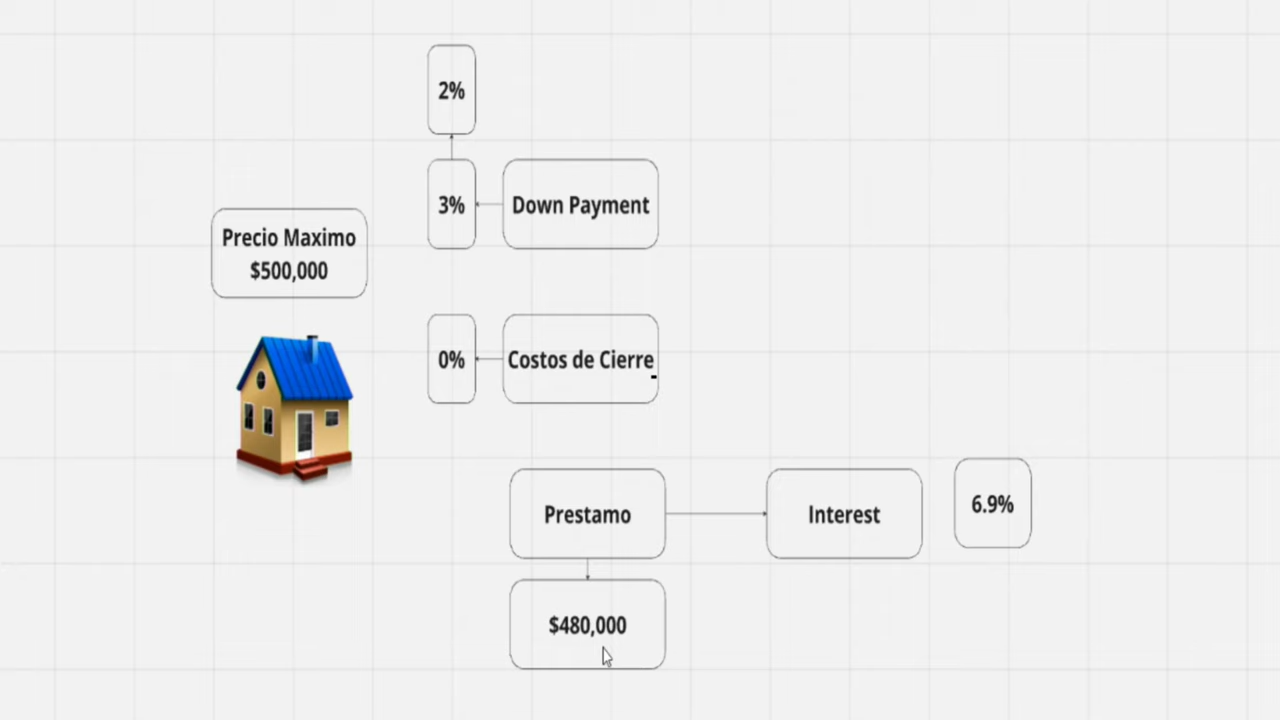 2%
3%
Down Payment
Precio Maximo
$500,000
0%
Costos de Cierre
Prestamo
Interest
6.9%
$480,000